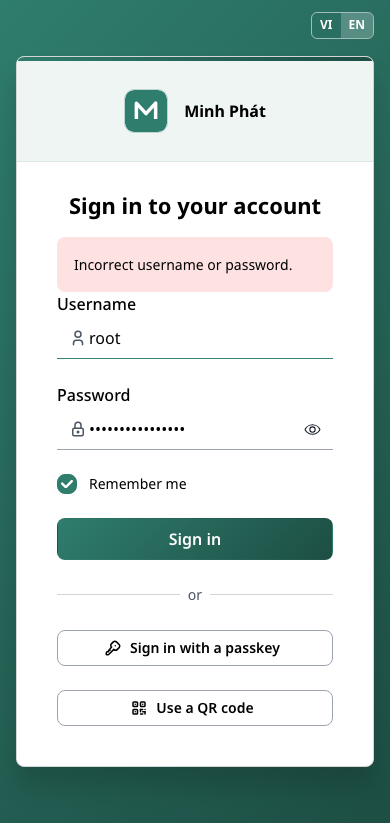 VI EN
Minh Phát
Sign in to your account
Incorrect username or password.
Username
root
Password
••••••••••••••••
Remember me
Sign in
or
Sign in with a passkey
Use a QR code